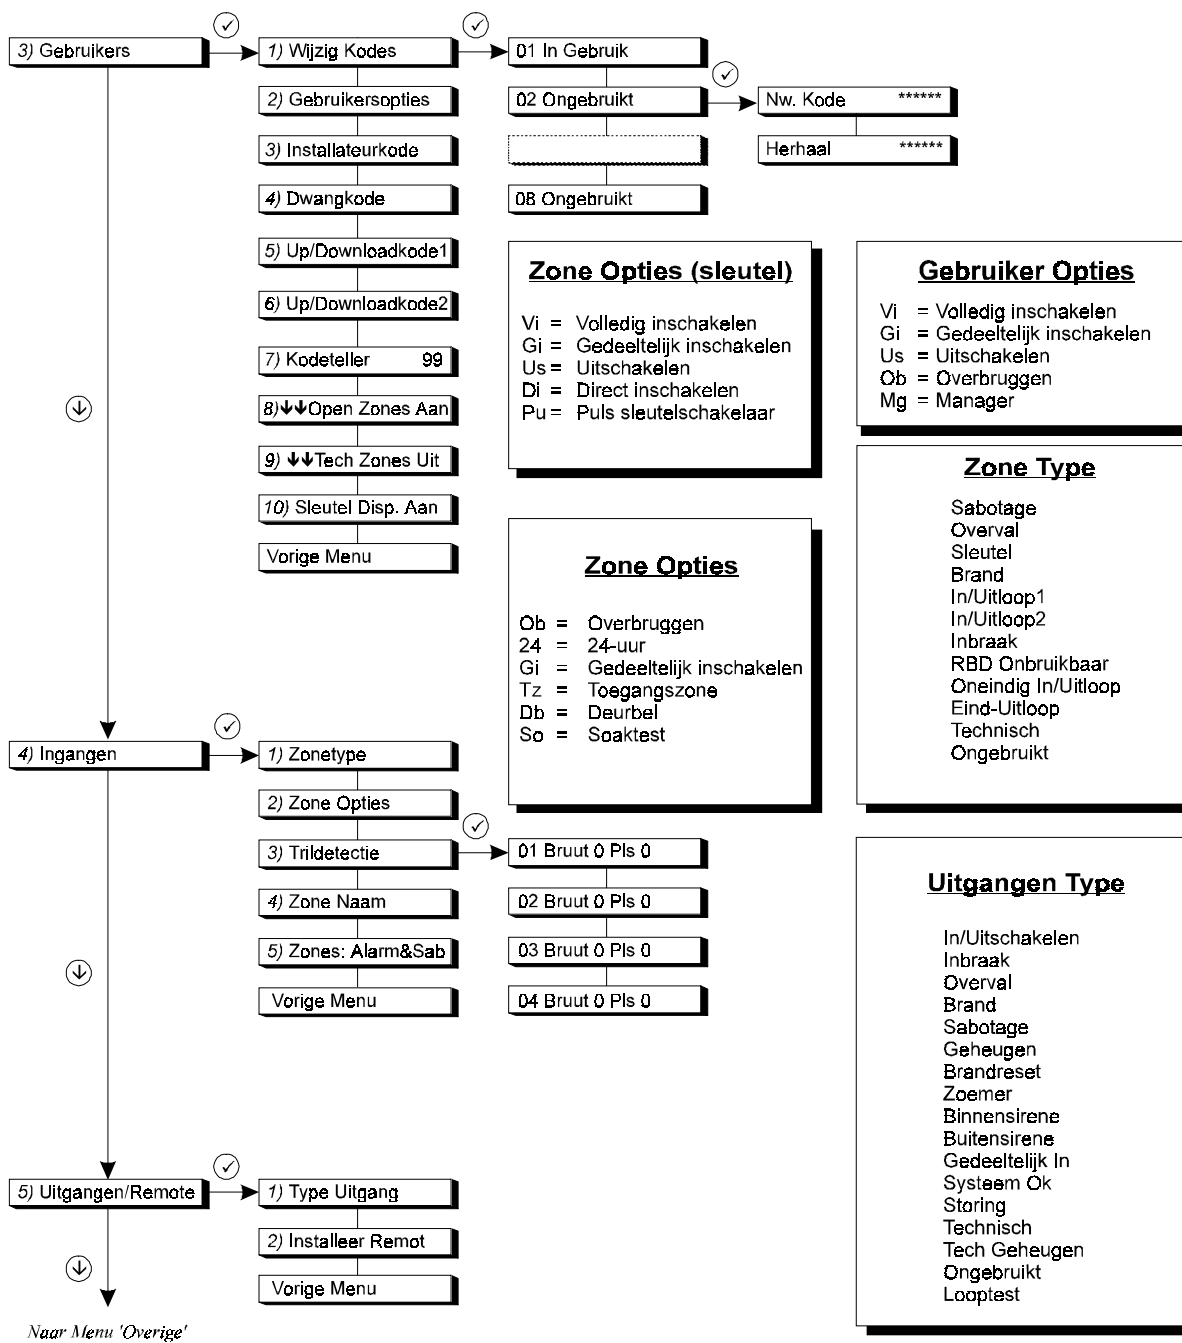 3) Gebruikers
1) Wijzig Kodes
01 In Gebruik
2) Gebruikersopties
02 Ongebruikt
Nw. Kode ******
3) Installateurkode
Herhaal ******
4) Dwangkode
08 Ongebruikt
5) Up/Downloadkode1
6) Up/Downloadkode2
7) Kodeteller 99
8)↓↓Open Zones Aan
9) ↓↓Tech Zones Uit
10) Sleutel Disp. Aan
Vorige Menu
Zone Opties (sleutel)
Vi = Volledig inschakelen
Gi = Gedeeltelijk inschakelen
Us = Uitschakelen
Di = Direct inschakelen
Pu = Puls sleutelschakelaar
Gebruiker Opties
Vi = Volledig inschakelen
Gi = Gedeeltelijk inschakelen
Us = Uitschakelen
Ob = Overbruggen
Mg = Manager
Zone Opties
Ob = Overbruggen
24 = 24-uur
Gi = Gedeeltelijk inschakelen
Tz = Toegangszone
Db = Deurbel
So = Soaktest
Zone Type
Sabotage
Overval
Sleutel
Brand
In/Uitloop1
In/Uitloop2
Inbraak
RBD Onbruikbaar
Oneindig In/Uitloop
Eind-Uitloop
Technisch
Ongebruikt
4) Ingangen
1) Zonetype
2) Zone Opties
3) Trildetectie
01 Bruut 0 Pls 0
4) Zone Naam
02 Bruut 0 Pls 0
5) Zones: Alarm&Sab
03 Bruut 0 Pls 0
Vorige Menu
04 Bruut 0 Pls 0
Uitgangen Type
In/Uitschakelen
Inbraak
Overval
Brand
Sabotage
Geheugen
Brandreset
Zoemer
Binnensirene
Buitensirene
Gedeeltelijk In
Systeem Ok
Storing
Technisch
Tech Geheugen
Ongebruikt
Looptest
5) Uitgangen/Remote
1) Type Uitgang
2) Installeer Remot
Vorige Menu
Naar Menu 'Overige'